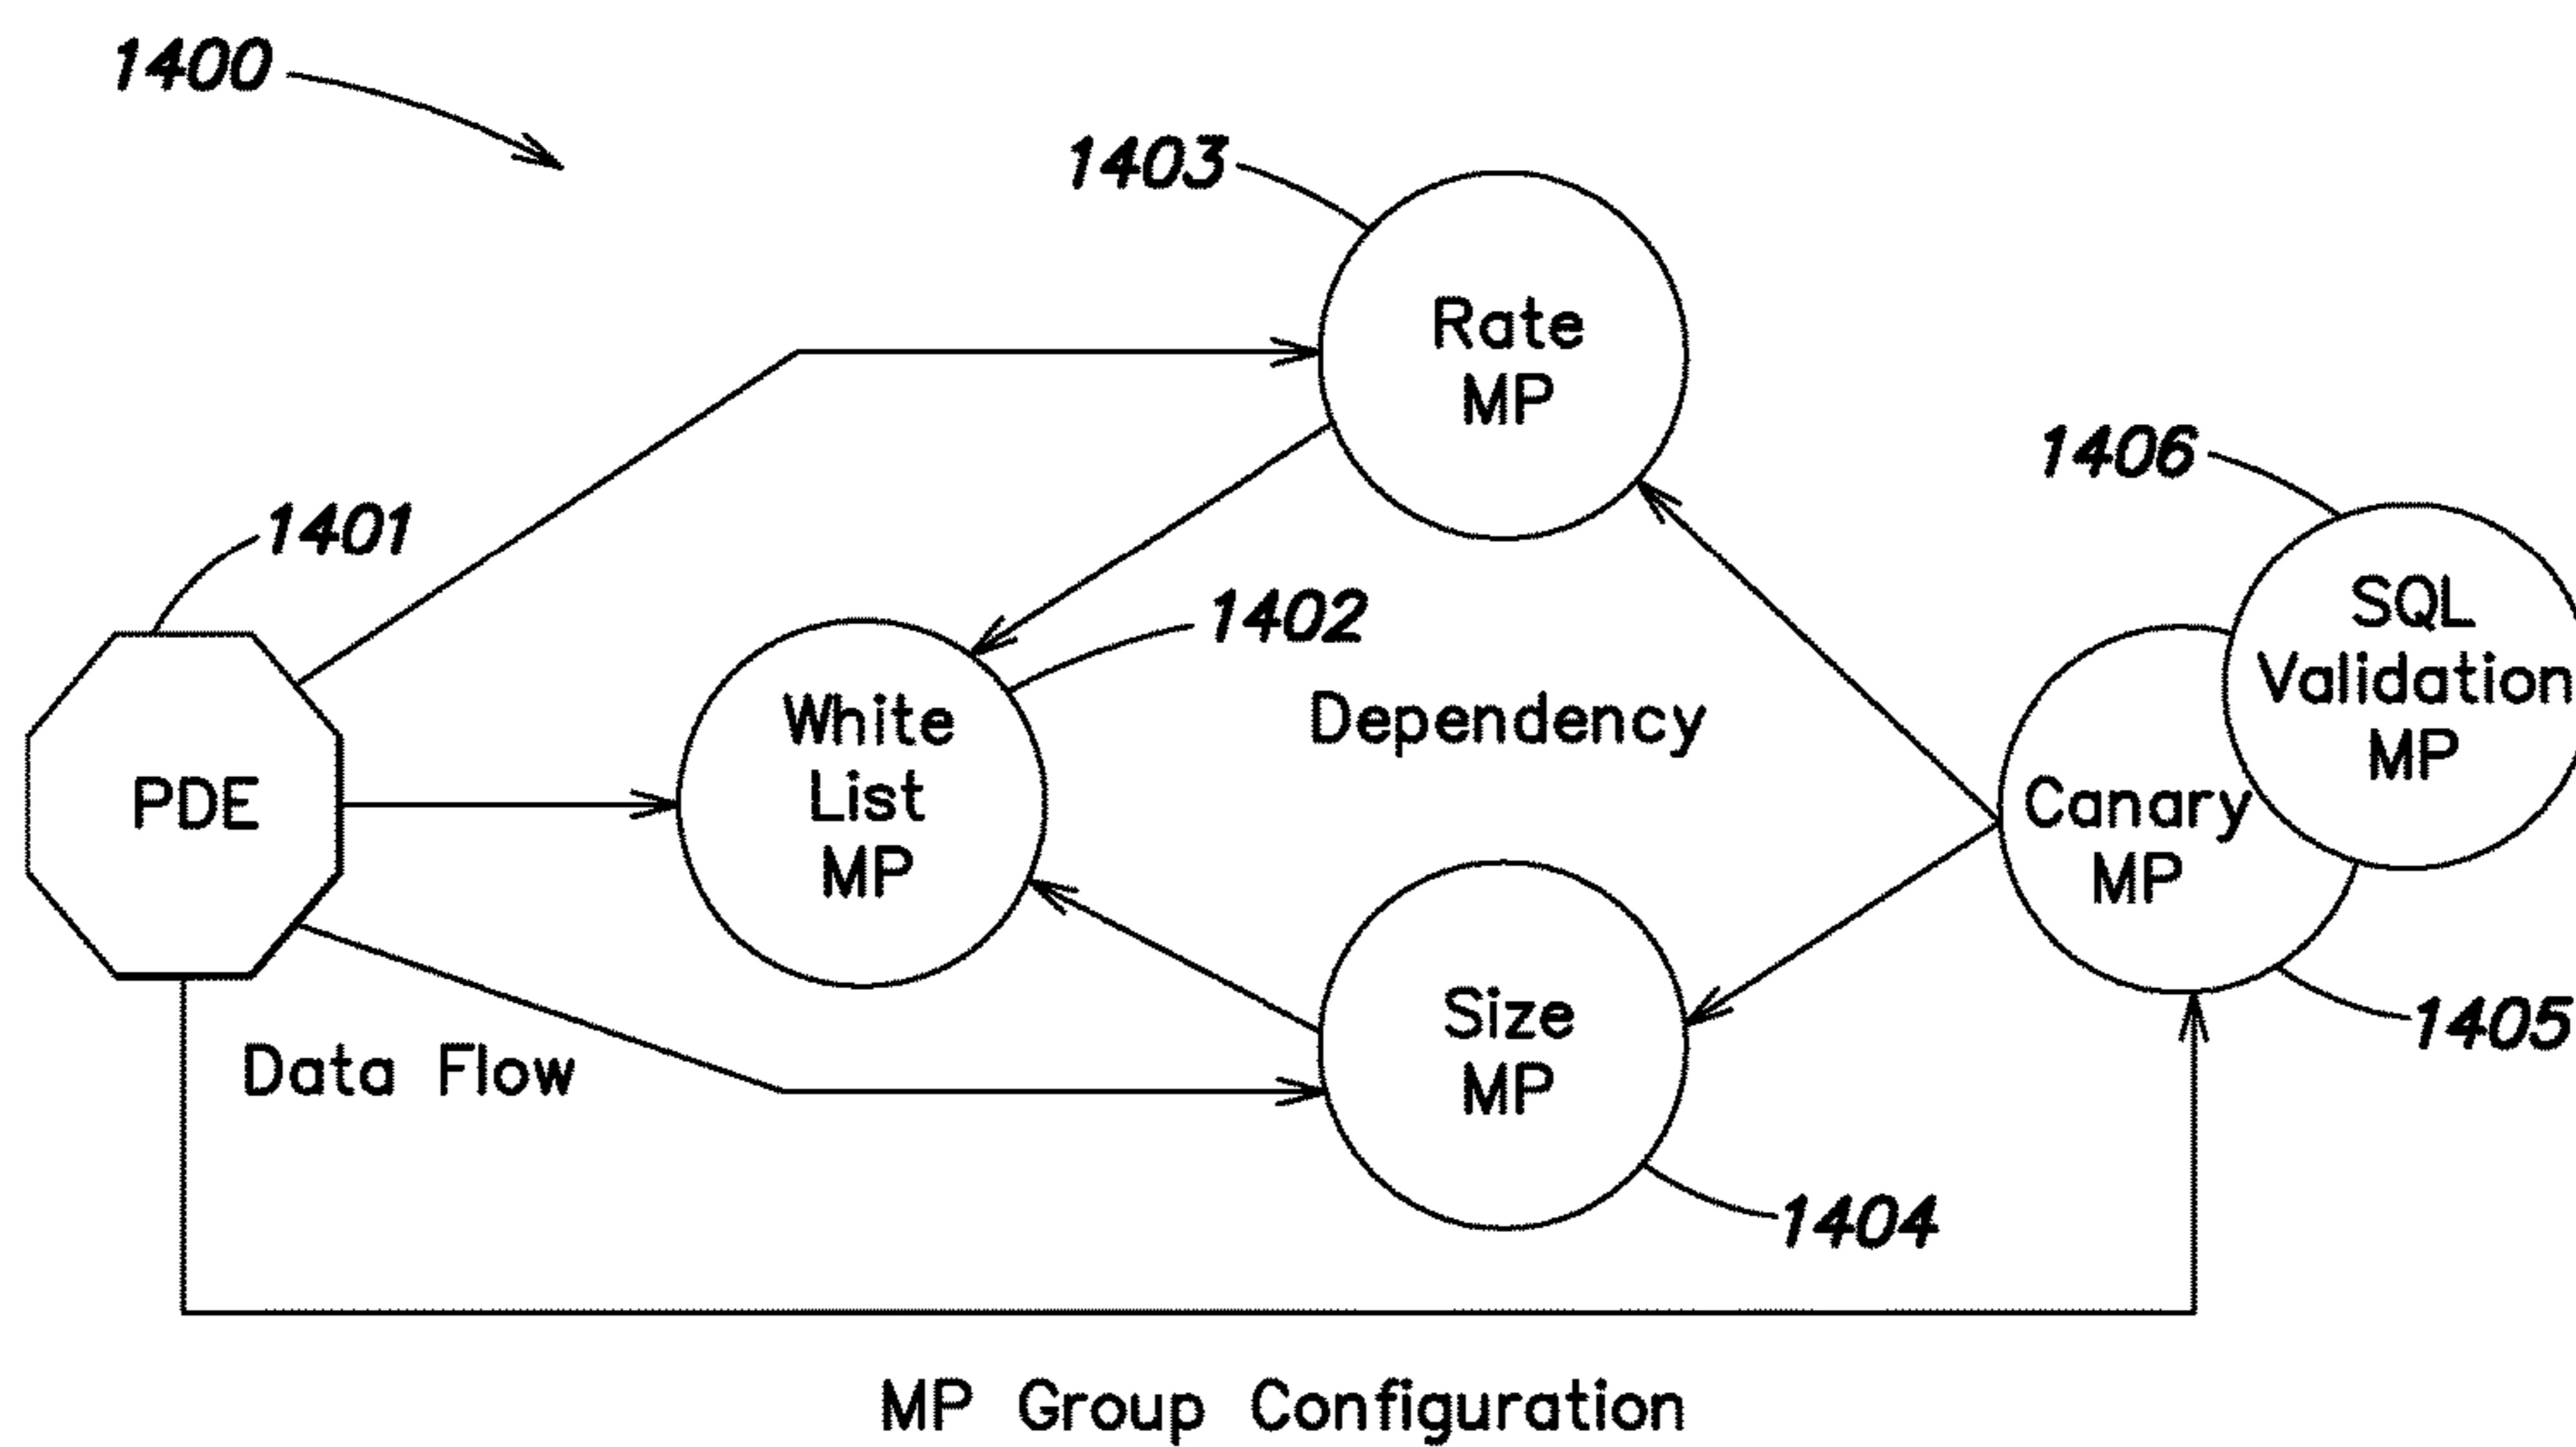 1400
1403
Rate
MP
1406
1401
1402
SQL
Validation
MP
White
List
MP
Dependency
PDE
Canary
MP
Size
MP
1405
Data Flow
1404
MP Group Configuration